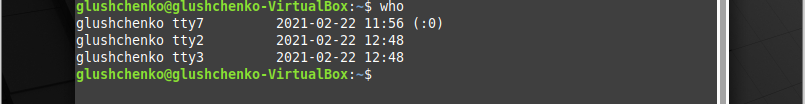 glushchenko@glushchenko-VirtualBox:~$ who
glushchenko tty7         2021-02-22 11:56 (:0)
glushchenko tty2         2021-02-22 12:48
glushchenko tty3         2021-02-22 12:48
glushchenko@glushchenko-VirtualBox:~$